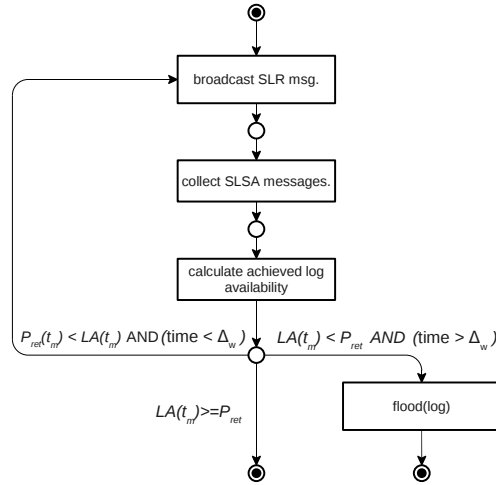 broadcast SLR msg.
collect SLSA messages.
calculate achieved log
availability
P_ret(t_m) < LA(t_m) AND (time < Δ_w)
LA(t_m) < P_ret AND (time > Δ_w)
flood(log)
LA(t_m)>=P_ret